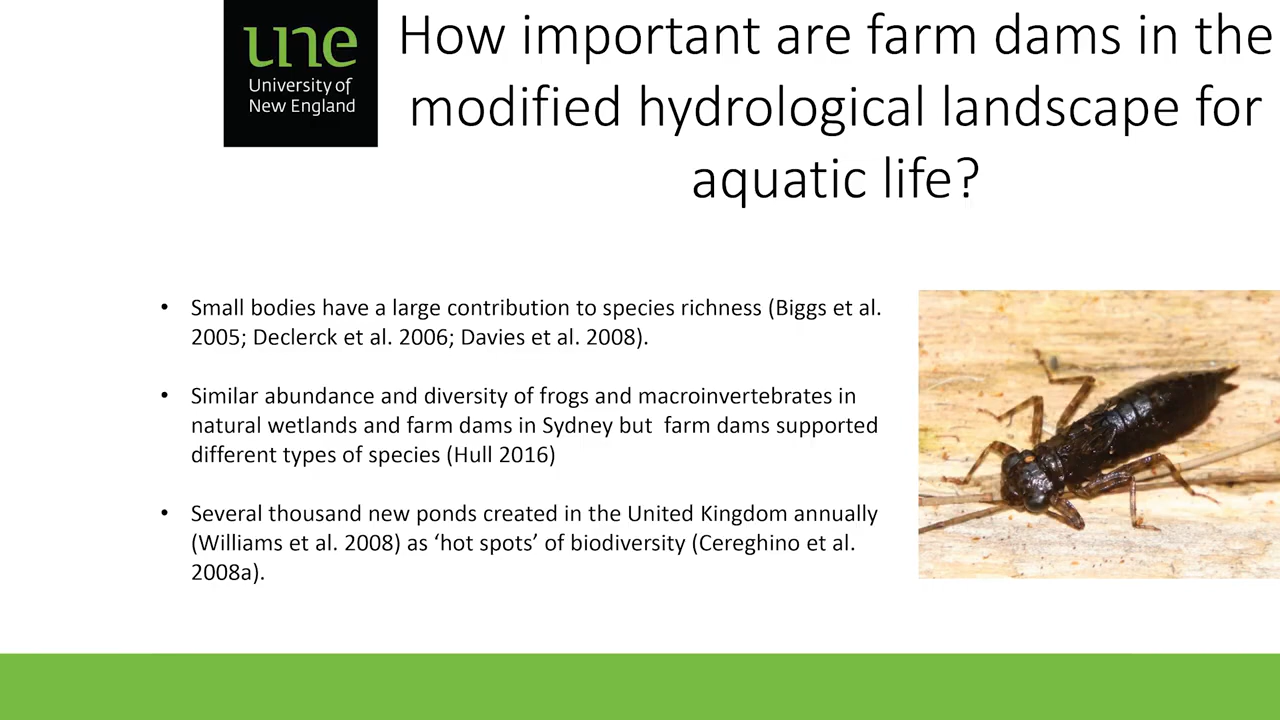 une
University of
New England
How important are farm dams in the
modified hydrological landscape for
aquatic life?
• Small bodies have a large contribution to species richness (Biggs et al.
2005; Declerck et al. 2006; Davies et al. 2008).
• Similar abundance and diversity of frogs and macroinvertebrates in
natural wetlands and farm dams in Sydney but  farm dams supported
different types of species (Hull 2016)
• Several thousand new ponds created in the United Kingdom annually
(Williams et al. 2008) as ‘hot spots’ of biodiversity (Cereghino et al.
2008a).